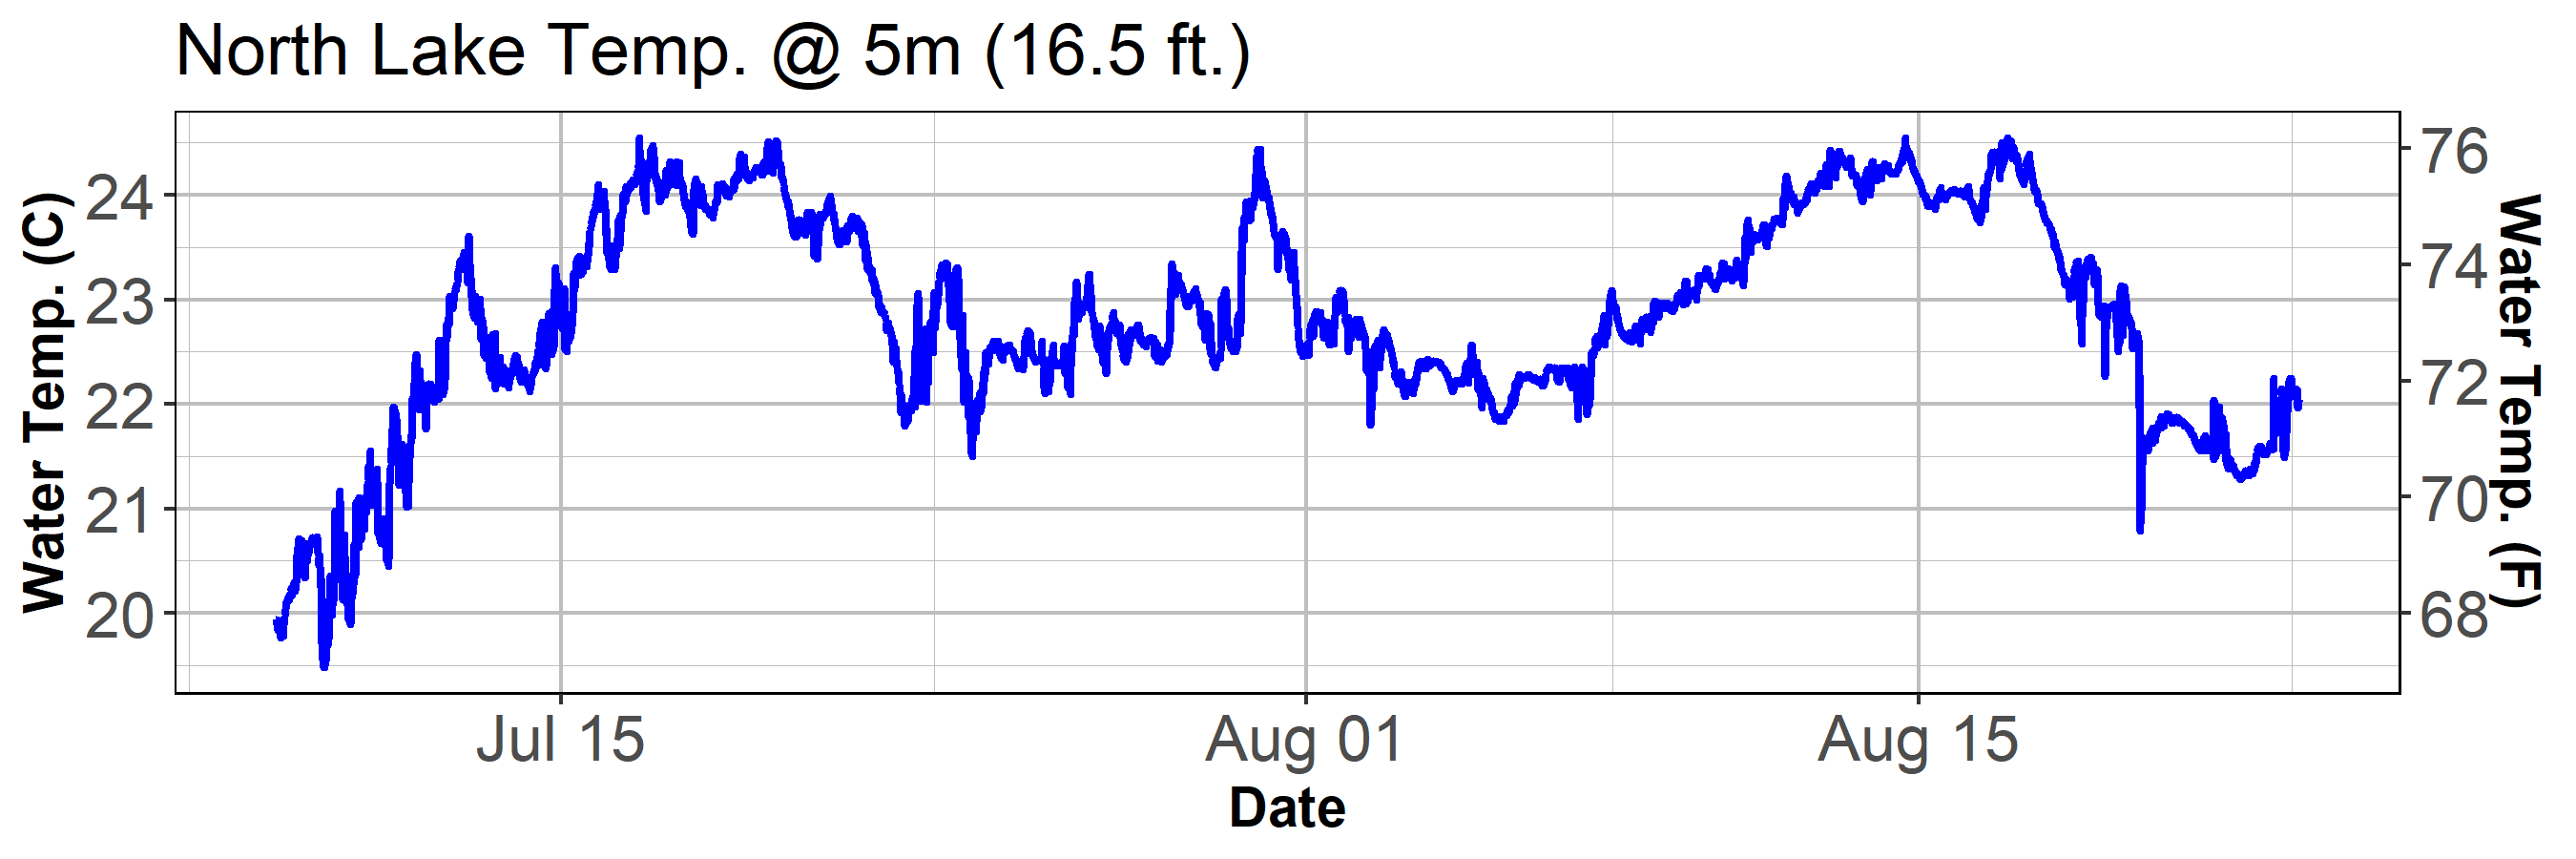 North Lake Temp. @ 5m (16.5 ft.)
Water Temp. (C)
24
23
22
21
20
76
74
72
70
68
Water Temp. (F)
Jul 15
Aug 01
Aug 15
Date